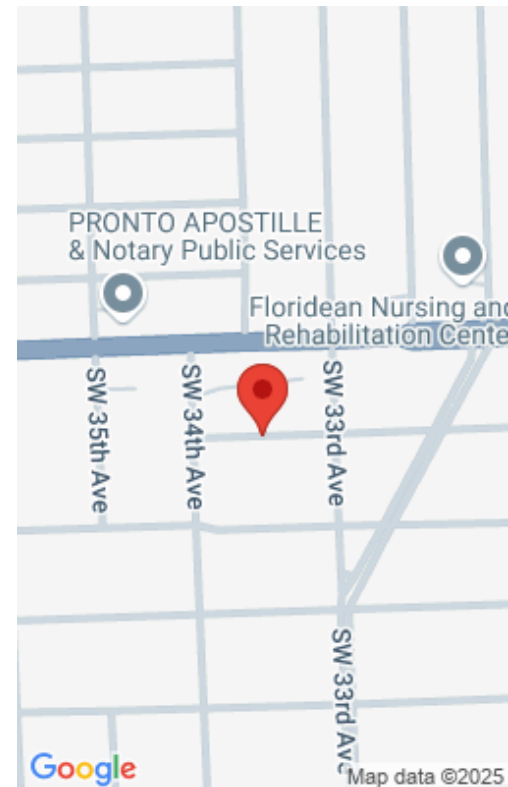 PRONTO APOSTILLE
& Notary Public Services
Floridean Nursing and
Rehabilitation Cente
SW 35th Ave
SW 34th Ave
SW 33rd Ave
SW 33rd Ave
Google
Map data ©2025